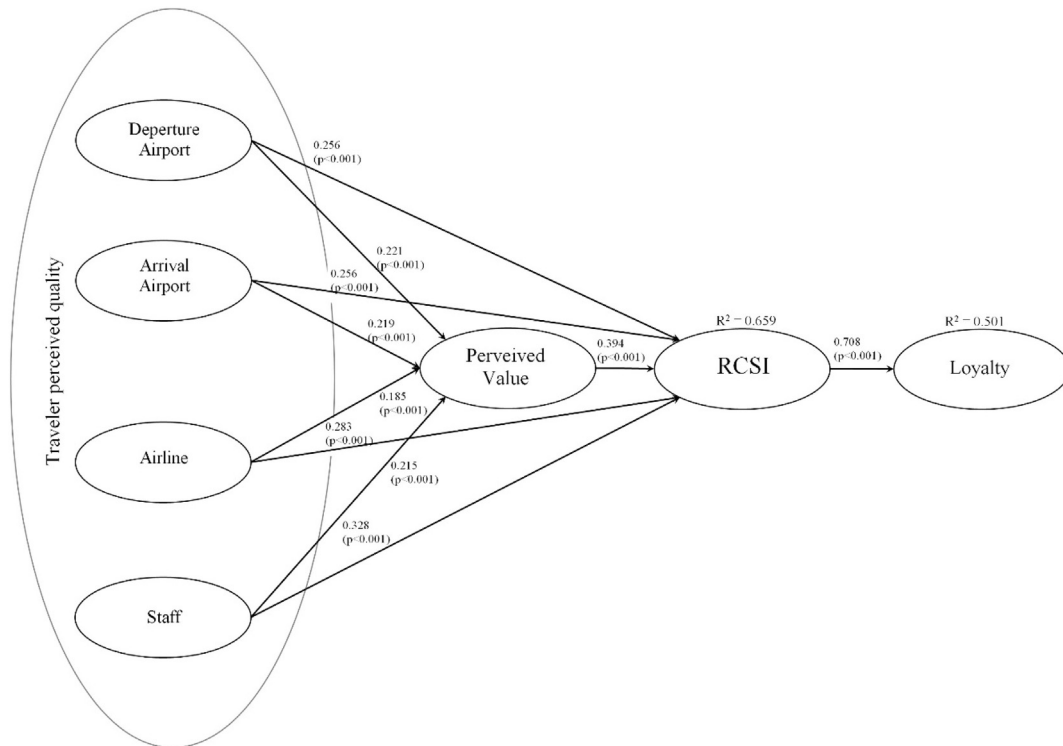 Traveler perceived quality
Deperture
Airport
Arrival
Airport
Airline
Staff
0.256
(p<0.001)
0.221
(p<0.001)
0.256
(p<0.001)
0.219
(p<0.001)
0.185
(p<0.001)
0.283
(p<0.001)
0.215
(p<0.001)
0.328
(p<0.001)
Perveived
Value
0.394
(p<0.001)
R² = 0.659
RCSI
0.708
(p<0.001)
R² = 0.501
Loyalty